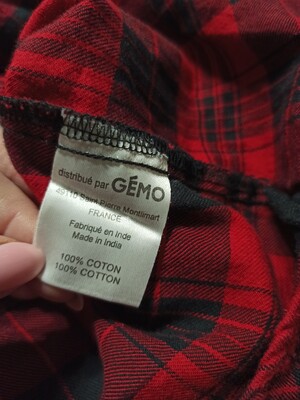 distribué par GÉMO
49110 Saint Pierre Montlimart
FRANCE
Fabriqué en Inde
Made in India
100% COTON
100% COTTON